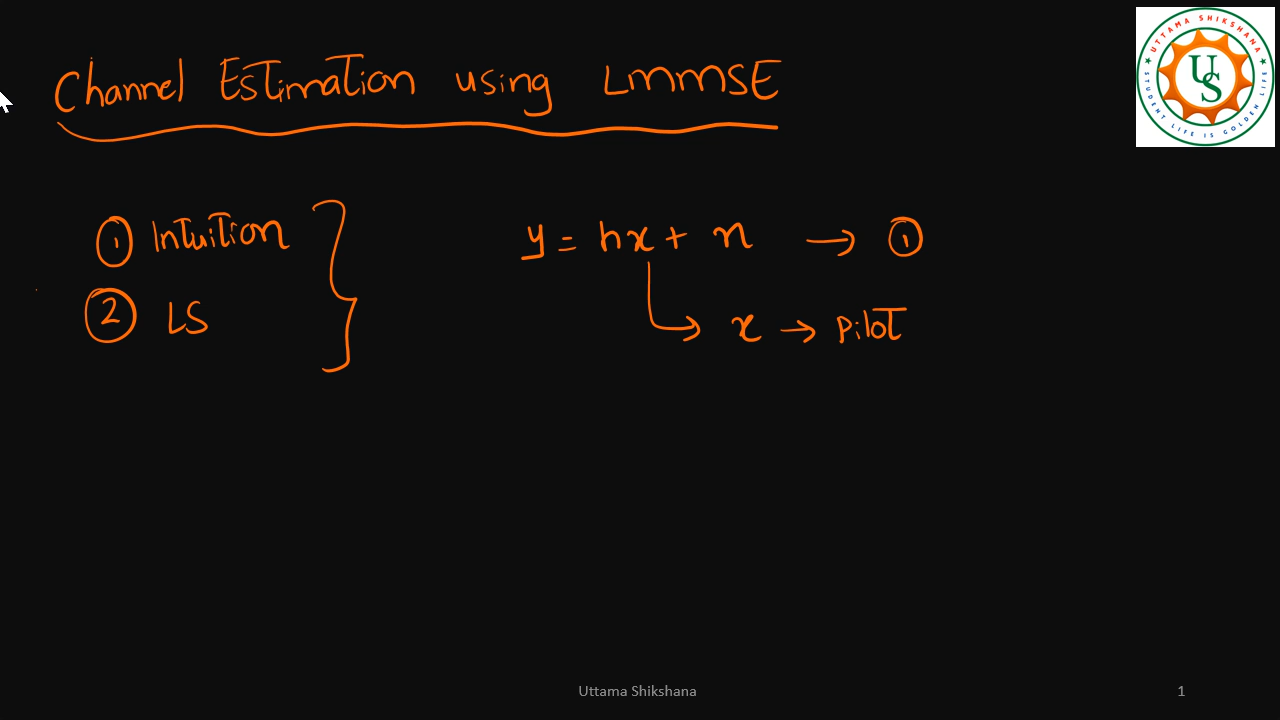 Channel Estimation using LMMSE
UTTAMA SHIKSHANA
US
STUDENT LIFE IS GOLDEN LIFE
① Intuition
② LS
y = hx + n → ①
x → pilot
Uttama Shikshana
1